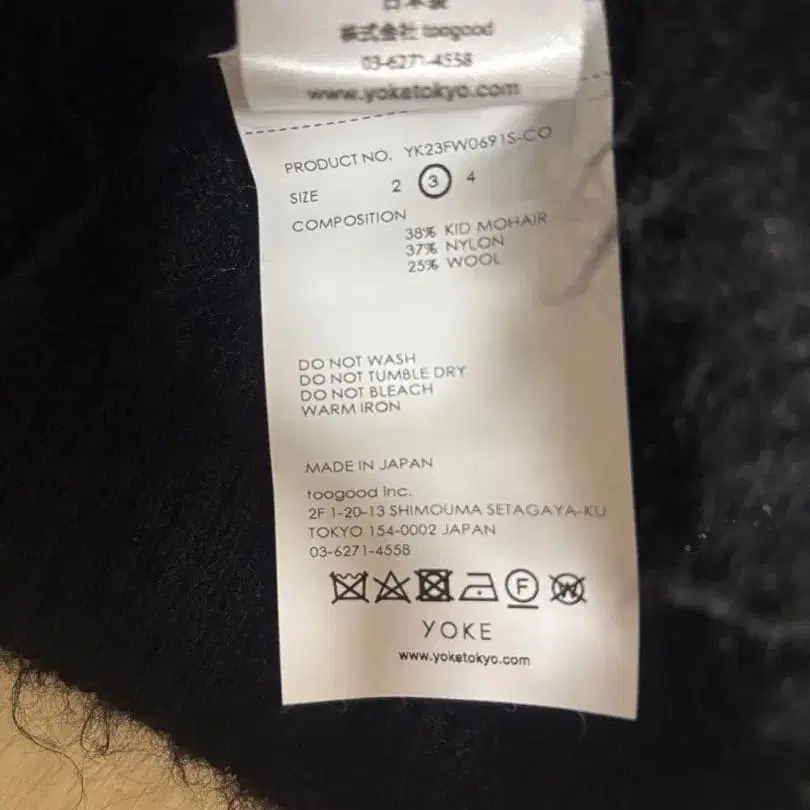 日本製
株式会社 toogood
03-6271-4558
www.yoketokyo.com
PRODUCT NO. YK23FW0691S-CO
SIZE 2 3 4
COMPOSITION
38% KID MOHAIR
37% NYLON
25% WOOL
DO NOT WASH
DO NOT TUMBLE DRY
DO NOT BLEACH
WARM IRON
MADE IN JAPAN
toogood Inc.
2F 1-20-13 SHIMOUMA SETAGAYA-KU
TOKYO 154-0002 JAPAN
03-6271-4558
F W
YOKE
www.yoketokyo.com